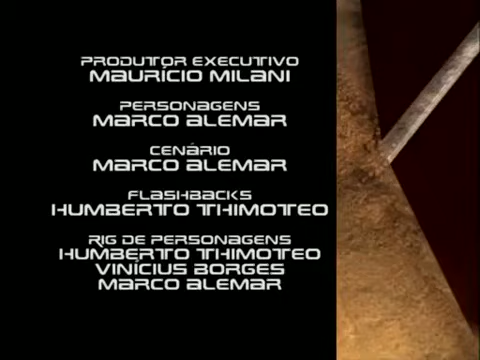 PRODUTOR EXECUTIVO
MAURÍCIO MILANI
PERSONAGENS
MARCO ALEMAR
CENÁRIO
MARCO ALEMAR
FLASHBACKS
HUMBERTO THIMOTEO
RIG DE PERSONAGENS
HUMBERTO THIMOTEO
VINÍCIUS BORGES
MARCO ALEMAR